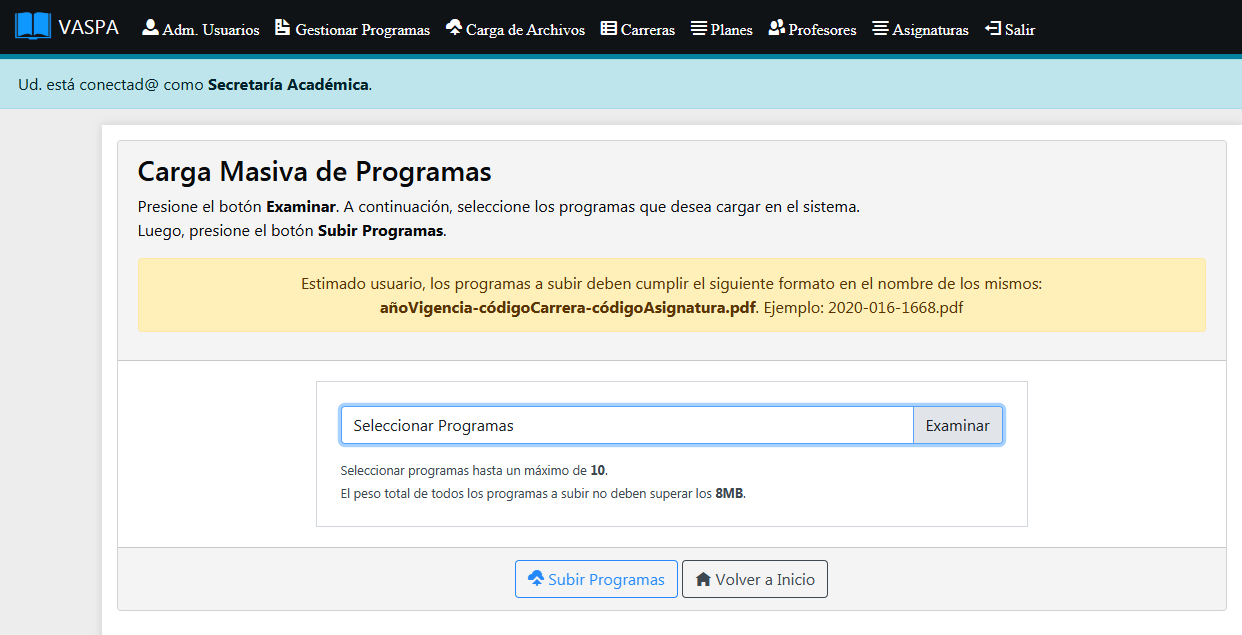 VASPA Adm. Usuarios Gestionar Programas Carga de Archivos Carreras Planes Profesores Asignaturas Salir
Ud. está conectad@ como Secretaría Académica.
Carga Masiva de Programas
Presione el botón Examinar. A continuación, seleccione los programas que desea cargar en el sistema.
Luego, presione el botón Subir Programas.
Estimado usuario, los programas a subir deben cumplir el siguiente formato en el nombre de los mismos:
añoVigencia-códigoCarrera-códigoAsignatura.pdf. Ejemplo: 2020-016-1668.pdf
Seleccionar Programas Examinar
Seleccionar programas hasta un máximo de 10.
El peso total de todos los programas a subir no deben superar los 8MB.
Subir Programas Volver a Inicio